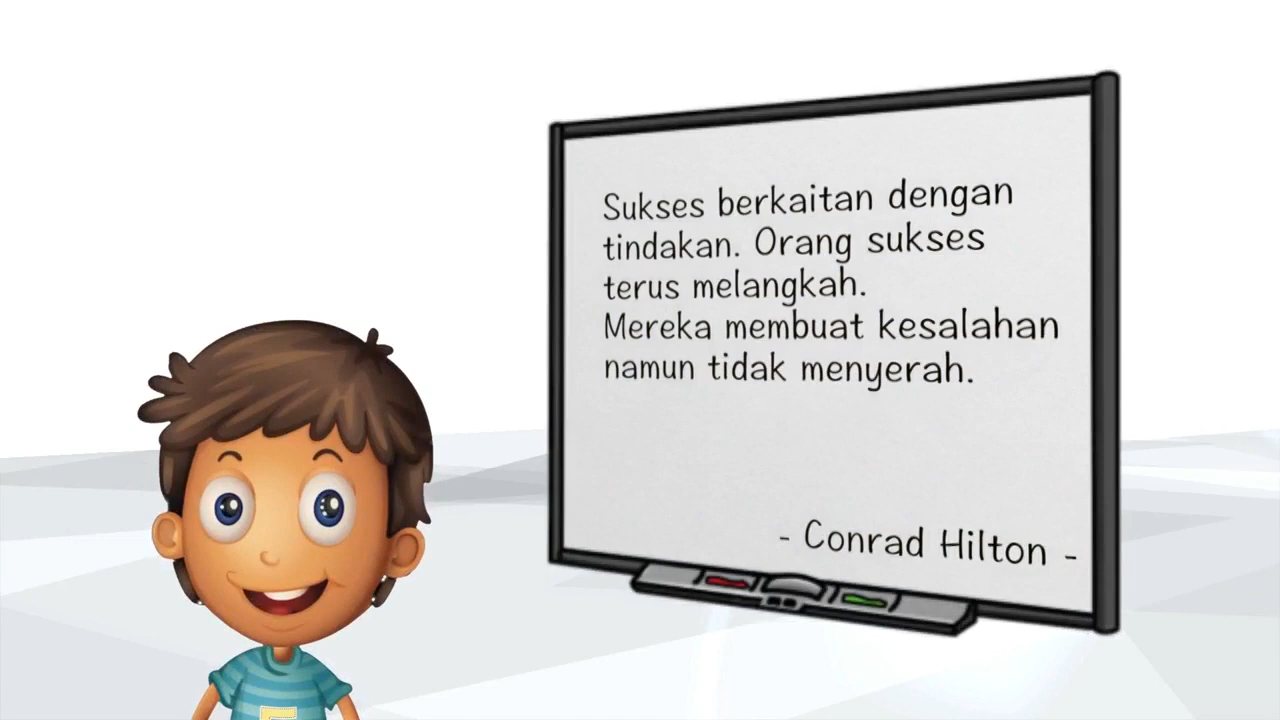 Sukses berkaitan dengan
tindakan. Orang sukses
terus melangkah.
Mereka membuat kesalahan
namun tidak menyerah.
- Conrad Hilton -